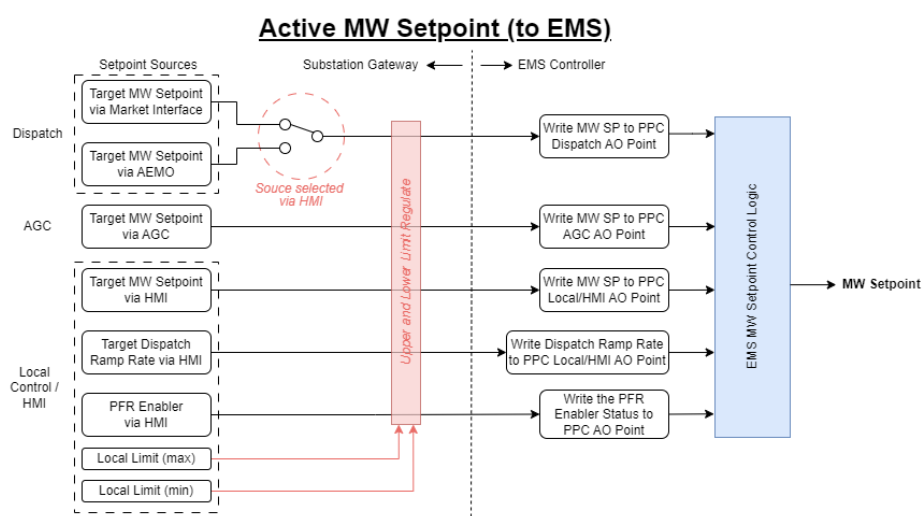 Active MW Setpoint (to EMS)
Setpoint Sources
Substation Gateway
EMS Controller
Dispatch
Target MW Setpoint
via Market Interface
Target MW Setpoint
via AEMO
Souce selected
via HMI
Write MW SP to PPC
Dispatch AO Point
AGC
Target MW Setpoint
via AGC
Write MW SP to PPC
AGC AO Point
Local
Control /
HMI
Target MW Setpoint
via HMI
Write MW SP to PPC
Local/HMI AO Point
Target Dispatch
Ramp Rate via HMI
Write Dispatch Ramp Rate
to PPC Local/HMI AO Point
PFR Enabler
via HMI
Write the PFR
Enabler Status to
PPC AO Point
Local Limit (max)
Local Limit (min)
Upper and Lower Limit Regulate
EMS MW Setpoint Control Logic
MW Setpoint